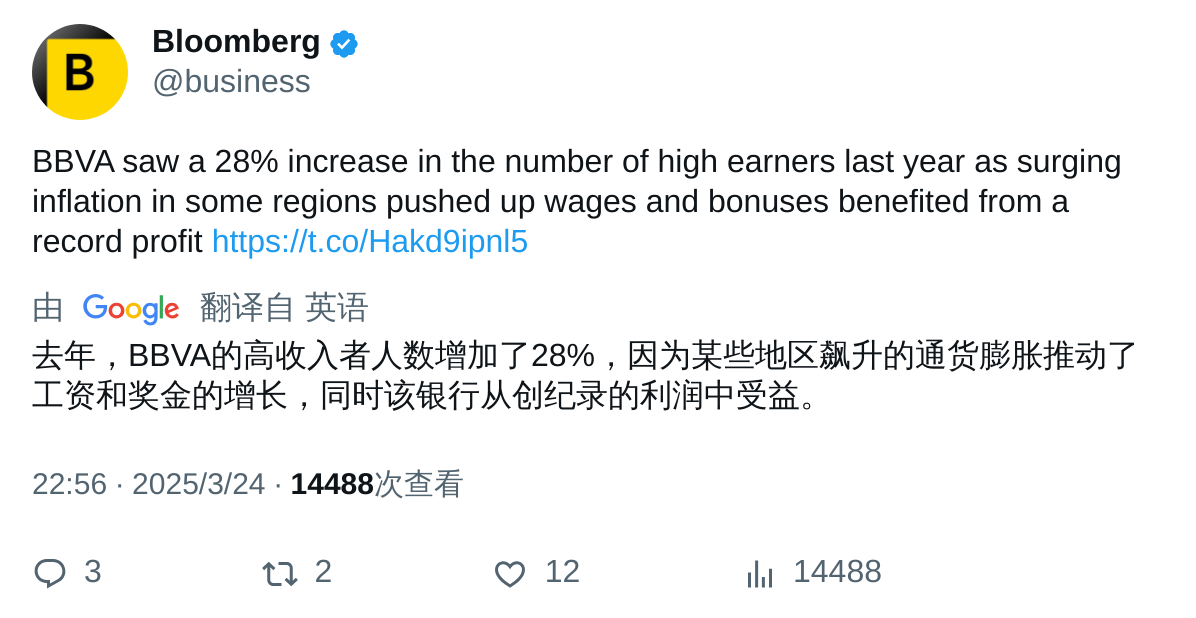 B
Bloomberg
@business
BBVA saw a 28% increase in the number of high earners last year as surging
inflation in some regions pushed up wages and bonuses benefited from a
record profit https://t.co/Hakd9ipnl5
由 Google 翻译自 英语
去年，BBVA的高收入者人数增加了28%，因为某些地区飙升的通货膨胀推动了
工资和奖金的增长，同时该银行从创纪录的利润中受益。
22:56 · 2025/3/24 · 14488次查看
3 2 12 14488